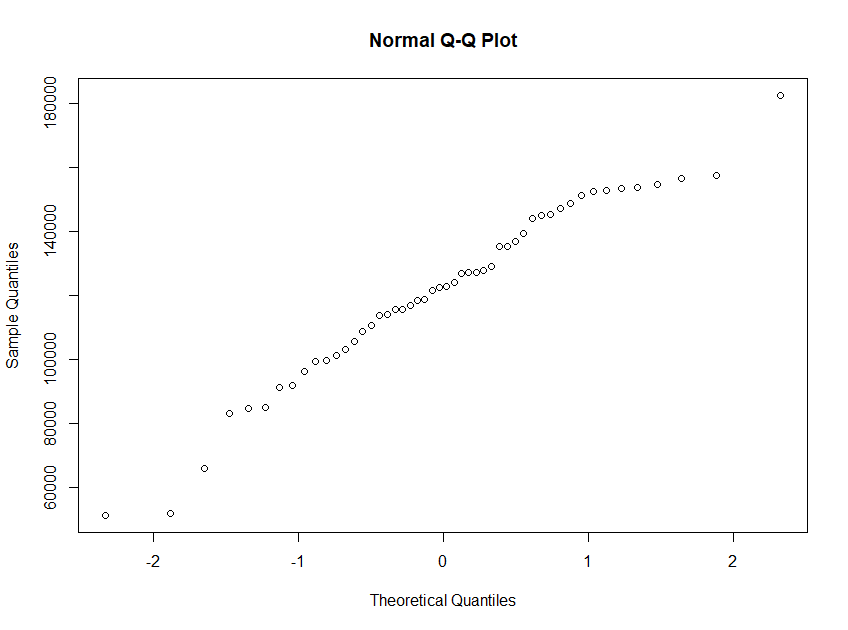 Normal Q-Q Plot
180000
140000
100000
80000
60000
Sample Quantiles
-2 -1 0 1 2
Theoretical Quantiles